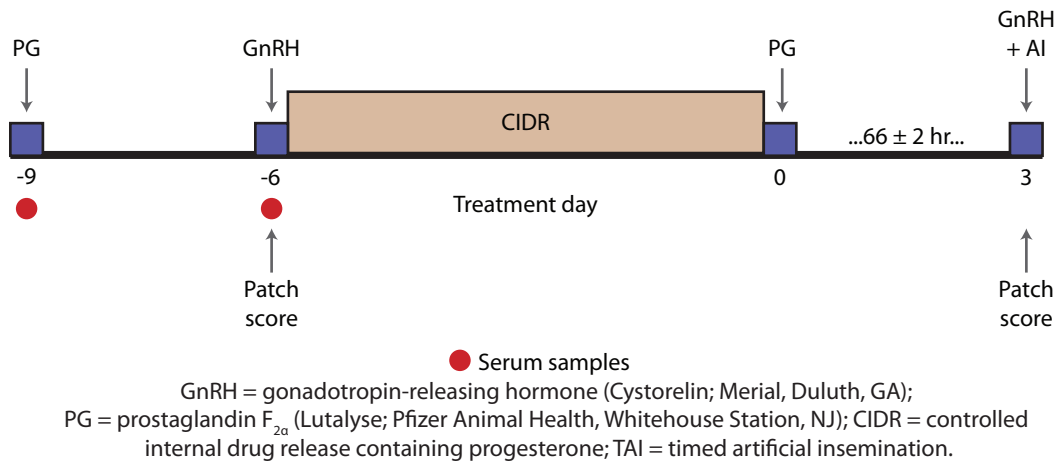 PG
GnRH
PG
GnRH
+ AI
CIDR
...66 ± 2 hr...
-9
-6
0
3
Treatment day
Patch
score
Patch
score
Serum samples
GnRH = gonadotropin-releasing hormone (Cystorelin; Merial, Duluth, GA);
PG = prostaglandin F2α (Lutalyse; Pfizer Animal Health, Whitehouse Station, NJ); CIDR = controlled
internal drug release containing progesterone; TAI = timed artificial insemination.